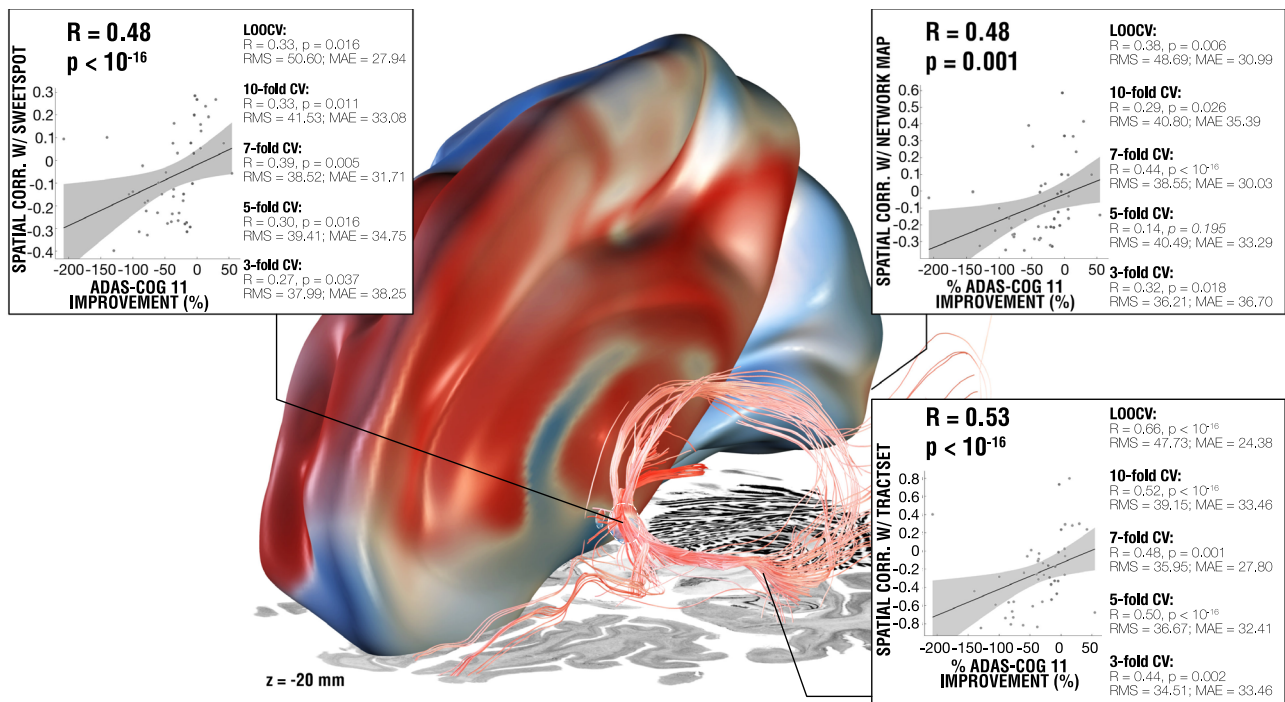 R = 0.48
p < 10-16
LOOCV:
R = 0.33, p = 0.016
RMS = 50.60; MAE = 27.94
10-fold CV:
R = 0.33, p = 0.011
RMS = 41.53; MAE = 33.08
7-fold CV:
R = 0.39, p = 0.005
RMS = 38.52; MAE = 31.71
5-fold CV:
R = 0.30, p = 0.016
RMS = 39.41; MAE = 34.75
3-fold CV:
R = 0.27, p = 0.037
RMS = 37.99; MAE = 38.25
SPATIAL CORR. W/ SWEETSPOT
0.3
0.2
0.1
0
-0.1
-0.2
-0.3
-0.4
-200 -150 -100 -50 0 50
ADAS-COG 11
IMPROVEMENT (%)
R = 0.48
p = 0.001
LOOCV:
R = 0.38, p = 0.006
RMS = 48.69; MAE = 30.99
10-fold CV:
R = 0.29, p = 0.026
RMS = 40.80; MAE 35.39
7-fold CV:
R = 0.44, p < 10-16
RMS = 38.55; MAE = 30.03
5-fold CV:
R = 0.14, p = 0.195
RMS = 40.49; MAE = 33.29
3-fold CV:
R = 0.32, p = 0.018
RMS = 36.21; MAE = 36.70
SPATIAL CORR. W/ NETWORK MAP
0.6
0.5
0.4
0.3
0.2
0.1
0
-0.1
-0.2
-0.3
-200 -150 -100 -50 0 50
% ADAS-COG 11
IMPROVEMENT (%)
R = 0.53
p < 10-16
LOOCV:
R = 0.66, p < 10-16
RMS = 47.73; MAE = 24.38
10-fold CV:
R = 0.52, p < 10-16
RMS = 39.15; MAE = 33.46
7-fold CV:
R = 0.48, p = 0.001
RMS = 35.95; MAE = 27.80
5-fold CV:
R = 0.50, p < 10-16
RMS = 36.67; MAE = 32.41
3-fold CV:
R = 0.44, p = 0.002
RMS = 34.51; MAE = 33.46
SPATIAL CORR. W/ TRACTSET
0.8
0.4
0.2
0
-0.2
-0.4
-0.6
-0.8
-200 -150 -100 -50 0 50
% ADAS-COG 11
IMPROVEMENT (%)
z = -20 mm